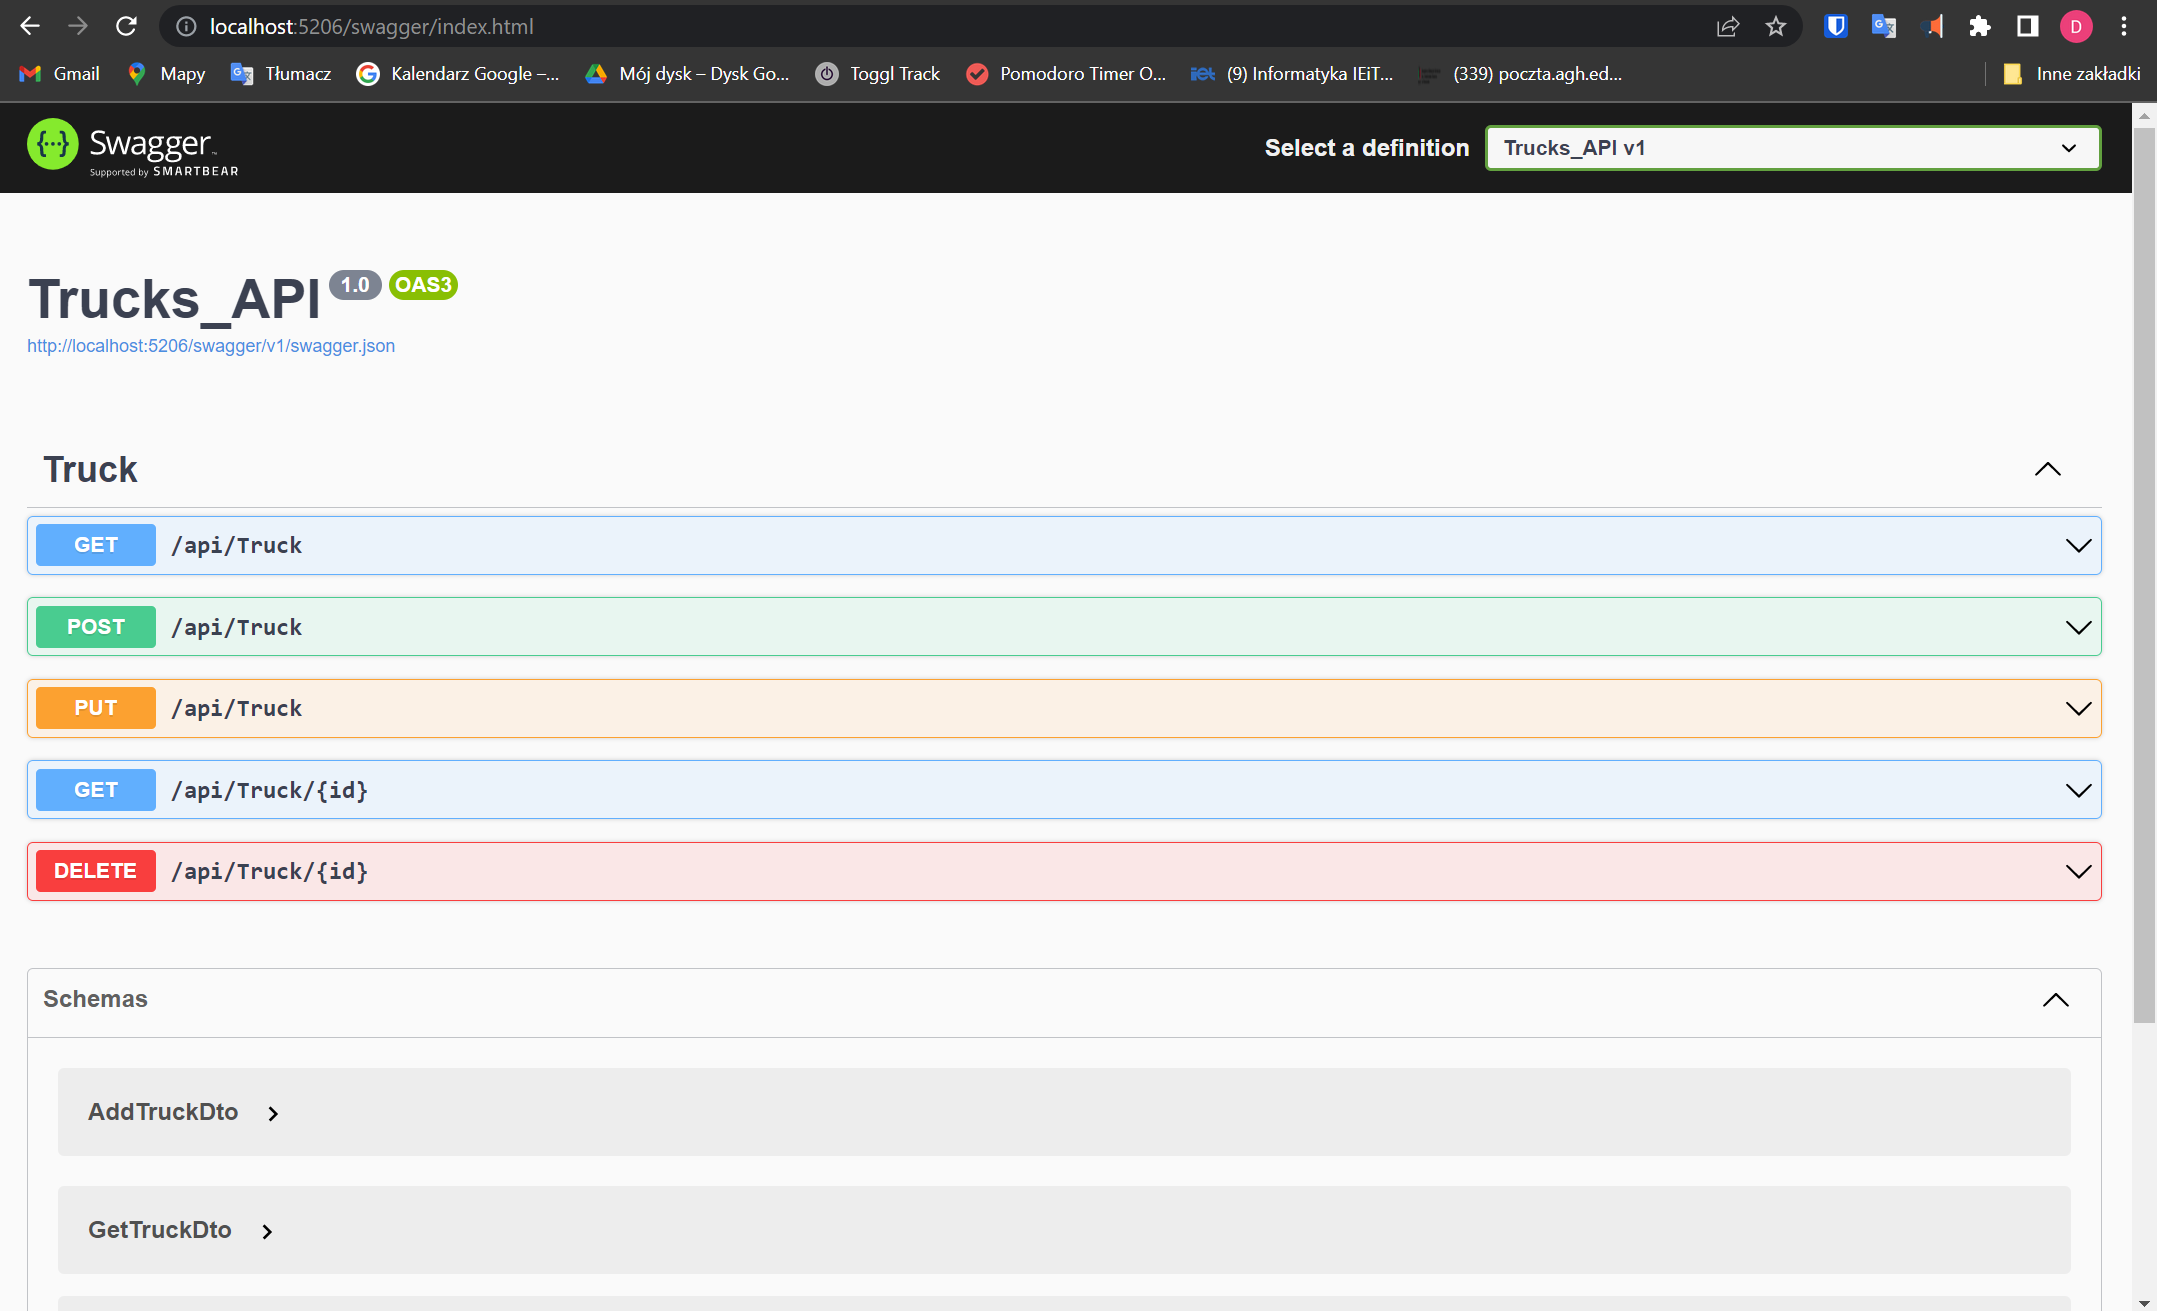 localhost:5206/swagger/index.html
D
Gmail Mapy Tłumacz Kalendarz Google –... Mój dysk – Dysk Go... Toggl Track Pomodoro Timer O... (9) Informatyka IEiT... (339) poczta.agh.ed... Inne zakładki
{...} Swagger™
Supported by SMARTBEAR
Select a definition Trucks_API v1
Trucks_API 1.0 OAS3
http://localhost:5206/swagger/v1/swagger.json
Truck
GET /api/Truck
POST /api/Truck
PUT /api/Truck
GET /api/Truck/{id}
DELETE /api/Truck/{id}
Schemas
AddTruckDto
GetTruckDto